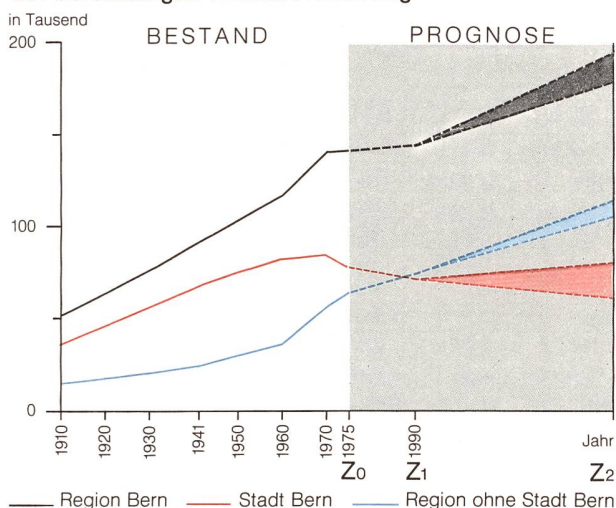 in Tausend
BESTAND PROGNOSE
200
100
0
1910 1920 1930 1941 1950 1960 1970 1975 1990 Jahr
Z0 Z1 Z2
Region Bern Stadt Bern Region ohne Stadt Bern